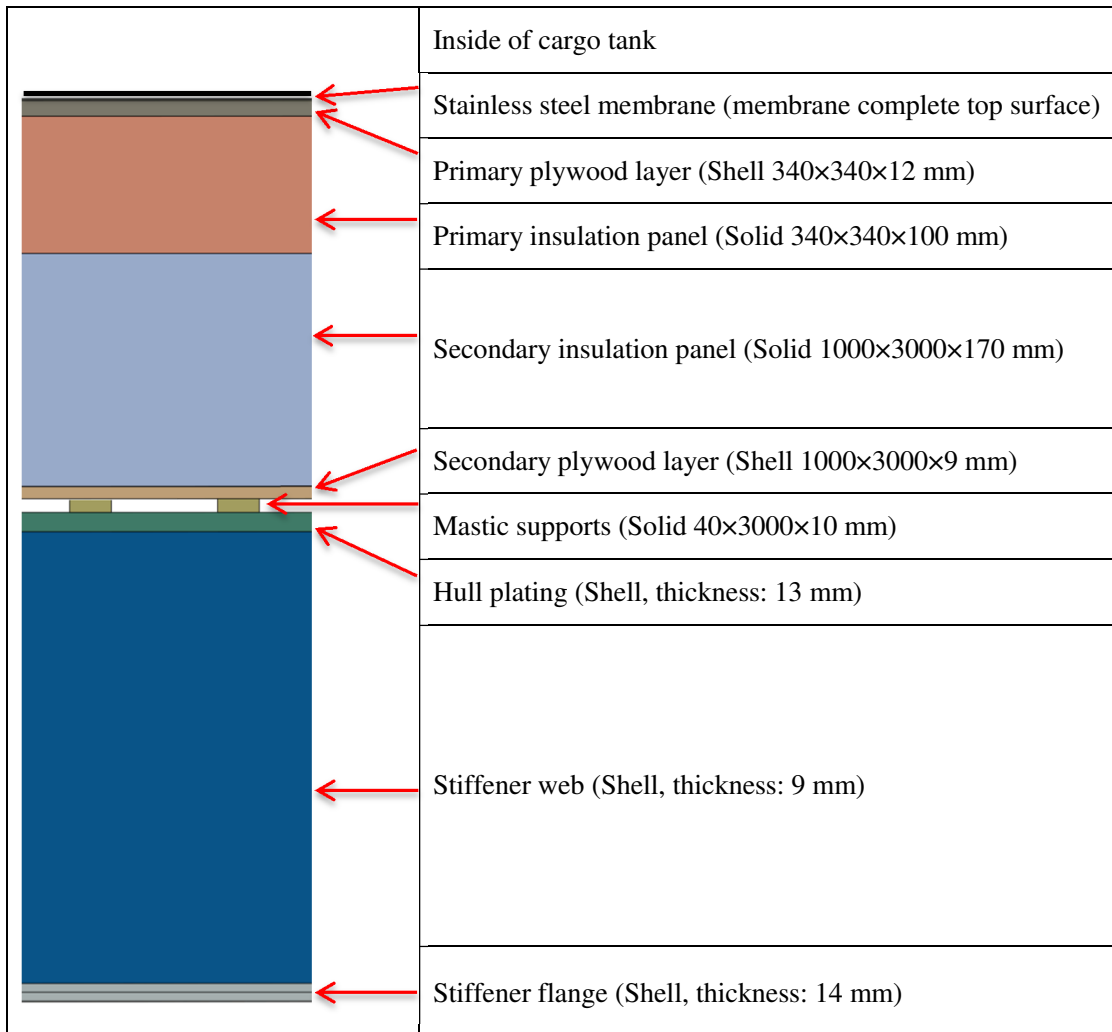 Inside of cargo tank
Stainless steel membrane (membrane complete top surface)
Primary plywood layer (Shell 340×340×12 mm)
Primary insulation panel (Solid 340×340×100 mm)
Secondary insulation panel (Solid 1000×3000×170 mm)
Secondary plywood layer (Shell 1000×3000×9 mm)
Mastic supports (Solid 40×3000×10 mm)
Hull plating (Shell, thickness: 13 mm)
Stiffener web (Shell, thickness: 9 mm)
Stiffener flange (Shell, thickness: 14 mm)